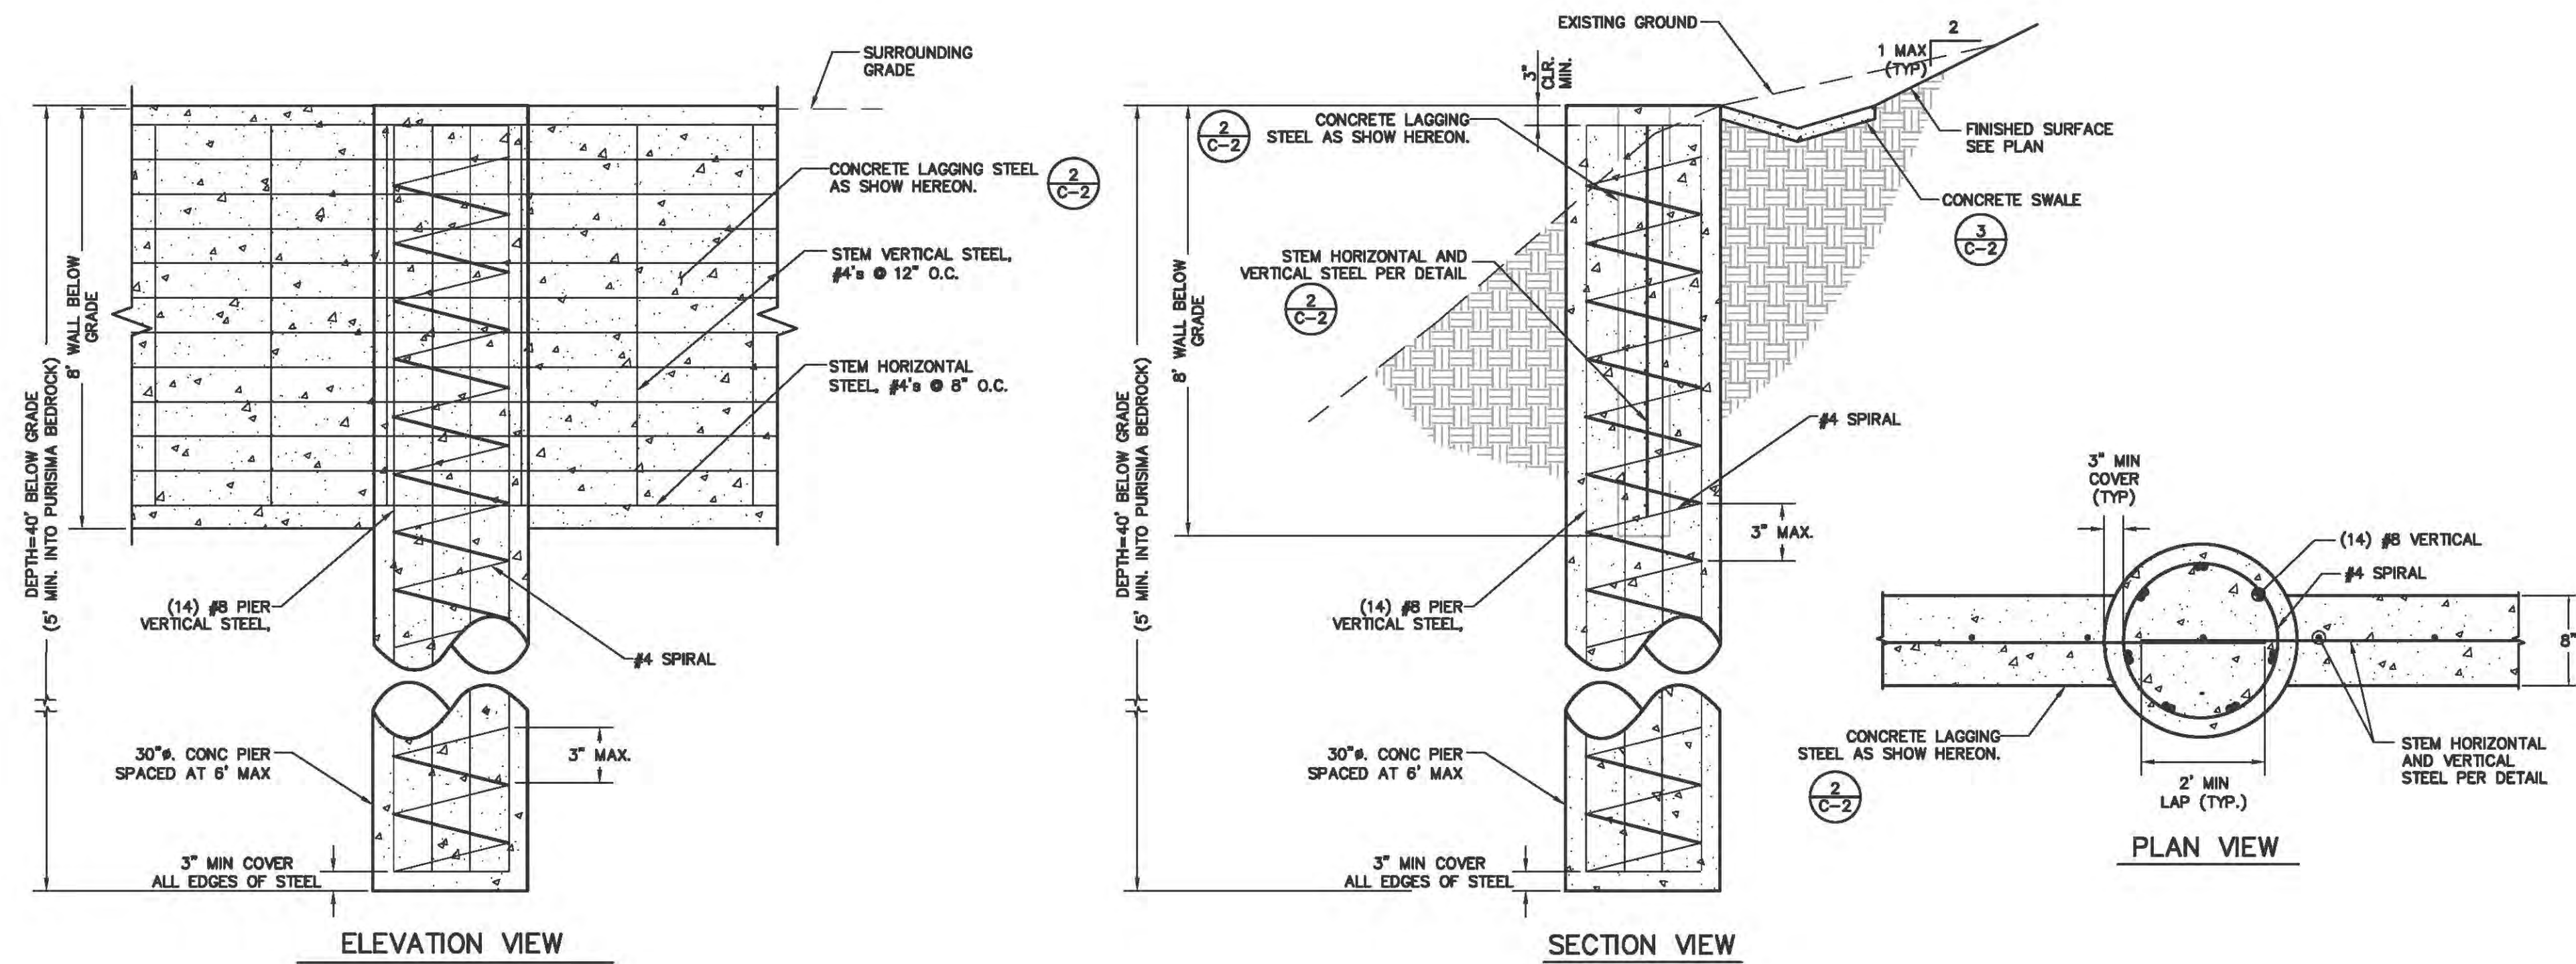 SURROUNDING
GRADE
CONCRETE LAGGING STEEL
AS SHOW HEREON.
2
C-2
STEM VERTICAL STEEL,
#4's @ 12" O.C.
STEM HORIZONTAL
STEEL, #4's @ 8" O.C.
DEPTH=40' BELOW GRADE
(5' MIN. INTO PURISIMA BEDROCK)
8' WALL BELOW
GRADE
(14) #8 PIER
VERTICAL STEEL,
#4 SPIRAL
30"ø. CONC PIER
SPACED AT 6' MAX
3" MAX.
3" MIN COVER
ALL EDGES OF STEEL
ELEVATION VIEW
EXISTING GROUND
2
1 MAX
(TYP)
3"
CLR.
MIN.
2
C-2
CONCRETE LAGGING
STEEL AS SHOW HEREON.
FINISHED SURFACE
SEE PLAN
CONCRETE SWALE
3
C-2
STEM HORIZONTAL AND
VERTICAL STEEL PER DETAIL
2
C-2
8' WALL BELOW
GRADE
DEPTH=40' BELOW GRADE
(5' MIN. INTO PURISIMA BEDROCK)
#4 SPIRAL
3" MAX.
(14) #8 PIER
VERTICAL STEEL,
30"ø. CONC PIER
SPACED AT 6' MAX
3" MIN COVER
ALL EDGES OF STEEL
SECTION VIEW
3" MIN
COVER
(TYP)
(14) #8 VERTICAL
#4 SPIRAL
8"
CONCRETE LAGGING
STEEL AS SHOW HEREON.
2
C-2
2' MIN
LAP (TYP.)
STEM HORIZONTAL
AND VERTICAL
STEEL PER DETAIL
PLAN VIEW